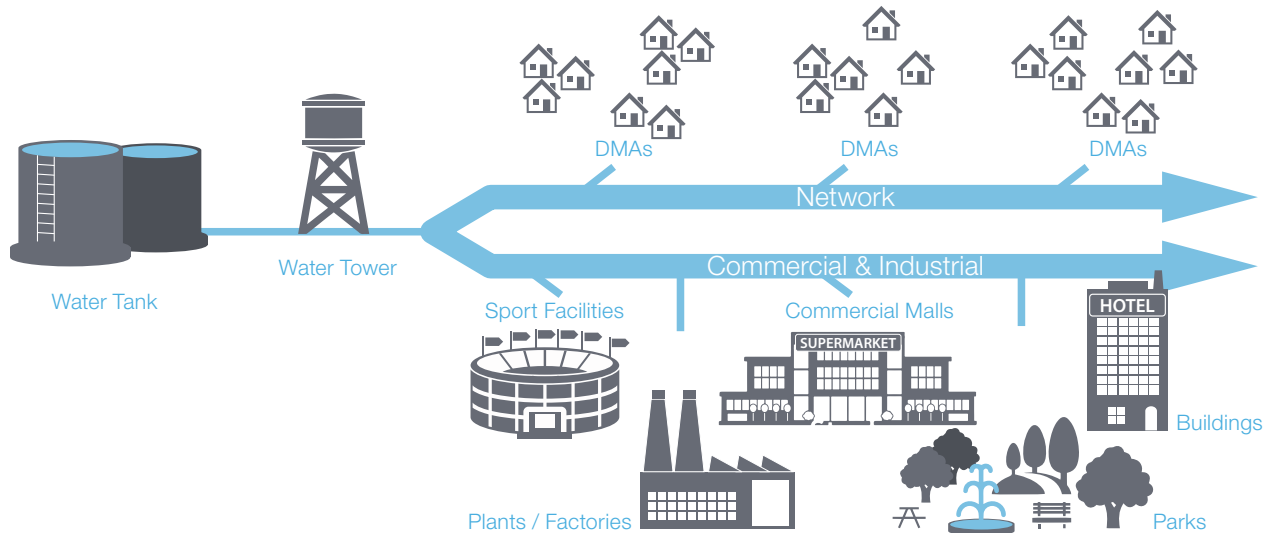 DMAs
DMAs
DMAs
Network
Water Tower
Water Tank
Commercial & Industrial
Sport Facilities
Commercial Malls
HOTEL
SUPERMARKET
Buildings
Plants / Factories
Parks